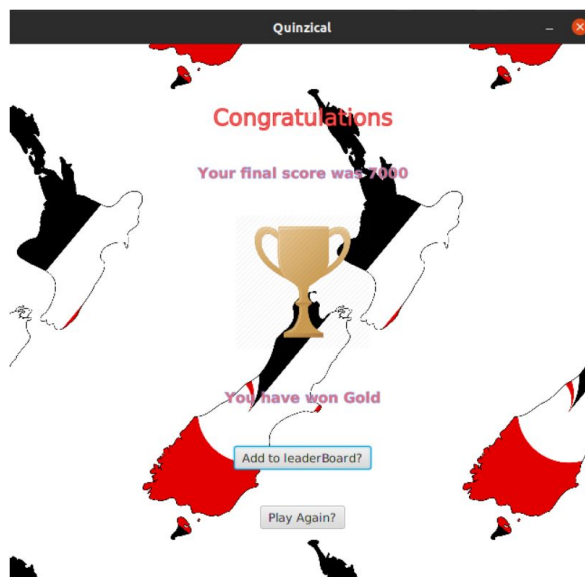 Quinzical
Congratulations
Your final score was 7000
You have won Gold
Add to leaderBoard?
Play Again?